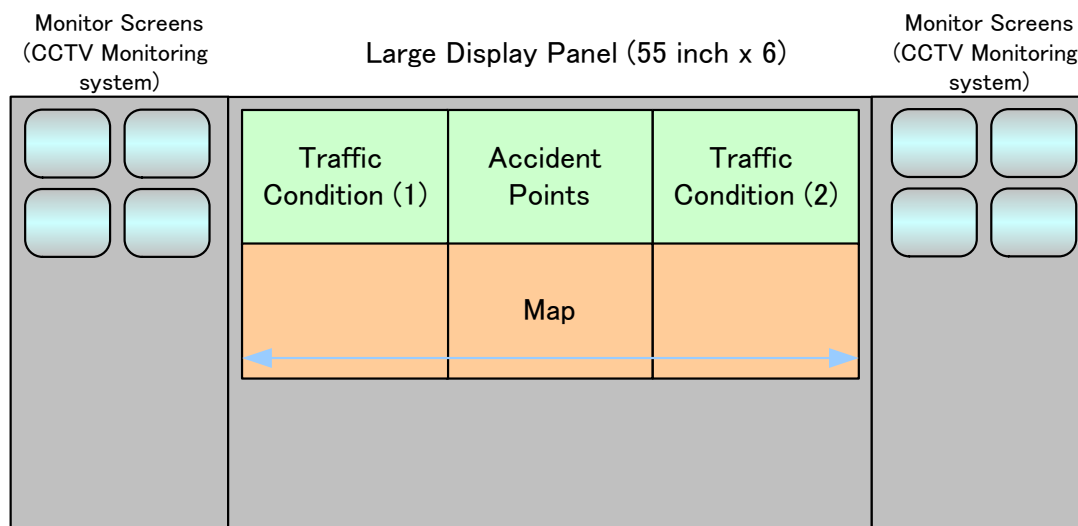 Monitor Screens
(CCTV Monitoring
system)
Large Display Panel (55 inch x 6)
Monitor Screens
(CCTV Monitoring
system)
Traffic
Condition (1)
Accident
Points
Traffic
Condition (2)
Map